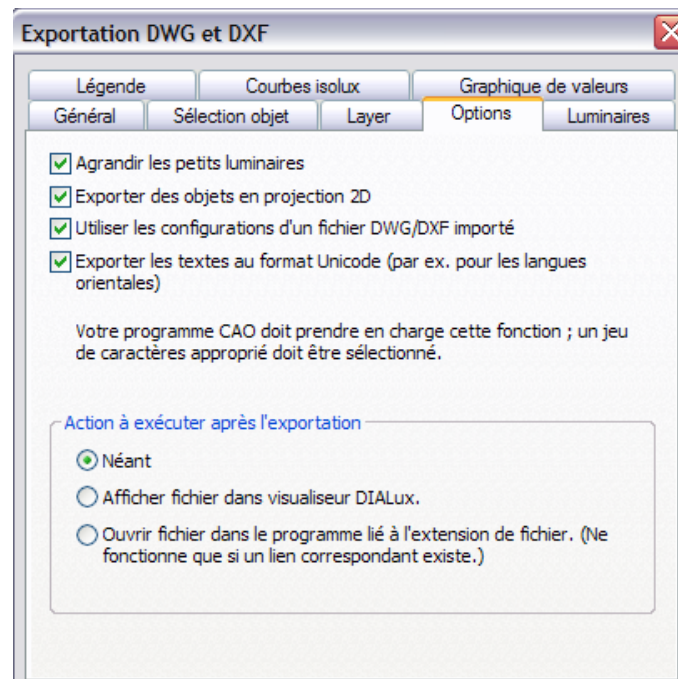 Exportation DWG et DXF
Légende
Courbes isolux
Graphique de valeurs
Général
Sélection objet
Layer
Options
Luminaires
Agrandir les petits luminaires
Exporter des objets en projection 2D
Utiliser les configurations d'un fichier DWG/DXF importé
Exporter les textes au format Unicode (par ex. pour les langues
orientales)
Votre programme CAO doit prendre en charge cette fonction ; un jeu
de caractères approprié doit être sélectionné.
Action à exécuter après l'exportation
Néant
Afficher fichier dans visualiseur DIALux.
Ouvrir fichier dans le programme lié à l'extension de fichier. (Ne
fonctionne que si un lien correspondant existe.)